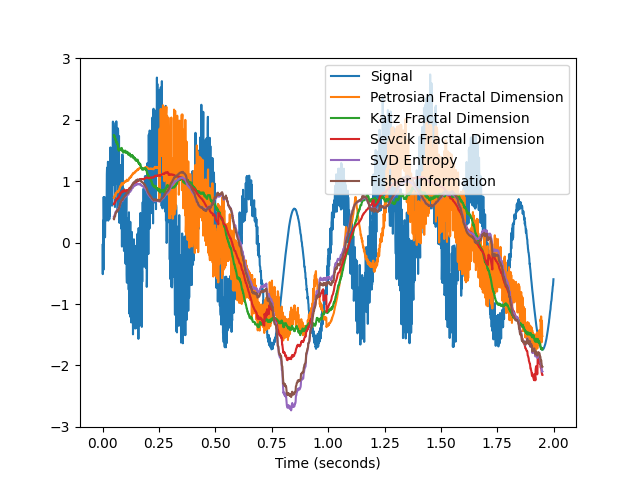 3
2
1
0
−1
−2
−3
Signal
Petrosian Fractal Dimension
Katz Fractal Dimension
Sevcik Fractal Dimension
SVD Entropy
Fisher Information
0.00 0.25 0.50 0.75 1.00 1.25 1.50 1.75 2.00
Time (seconds)